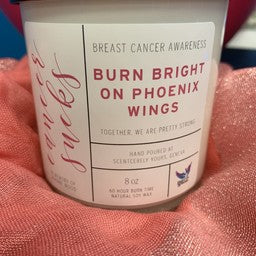 cancer
sucks
BREAST CANCER AWARENESS
BURN BRIGHT
ON PHOENIX
WINGS
TOGETHER, WE ARE PRETTY STRONG
HAND POURED AT
SCENTCERELY YOURS, GENEVA
8 oz
60 HOUR BURN TIME
NATURAL SOY WAX